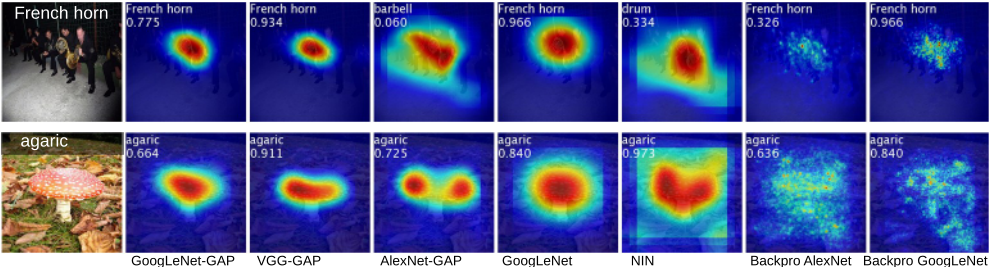 French horn
French horn
0.775
French horn
0.934
barbell
0.060
French horn
0.966
drum
0.334
French horn
0.326
French horn
0.966
agaric
agaric
0.664
agaric
0.911
agaric
0.725
agaric
0.840
agaric
0.973
agaric
0.636
agaric
0.840
GoogLeNet-GAP
VGG-GAP
AlexNet-GAP
GoogLeNet
NIN
Backpro AlexNet
Backpro GoogLeNet